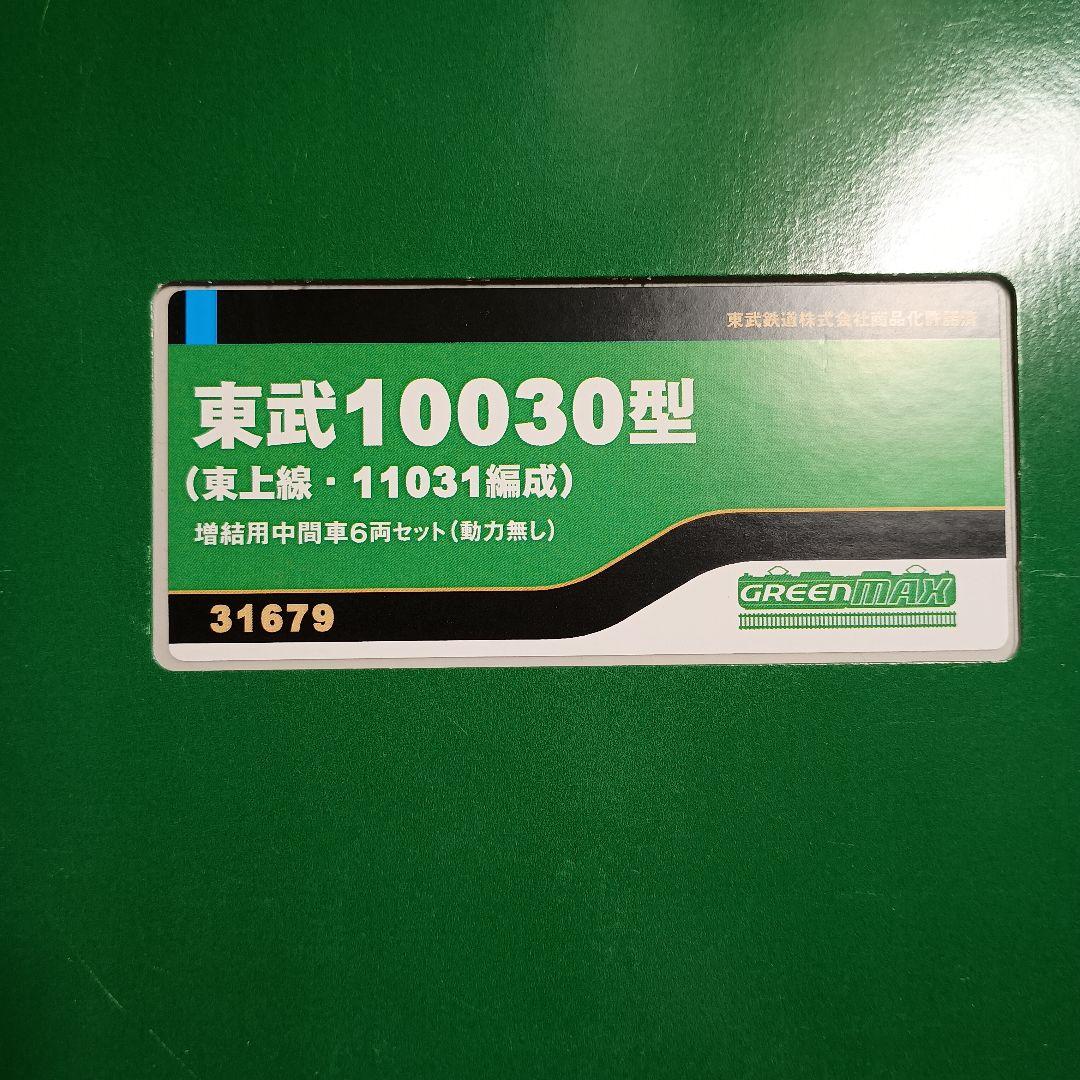 東武鉄道株式会社商品化許諾済
東武10030型
（東上線・11031編成）
増結用中間車6両セット（動力無し）
31679
GREENMAX